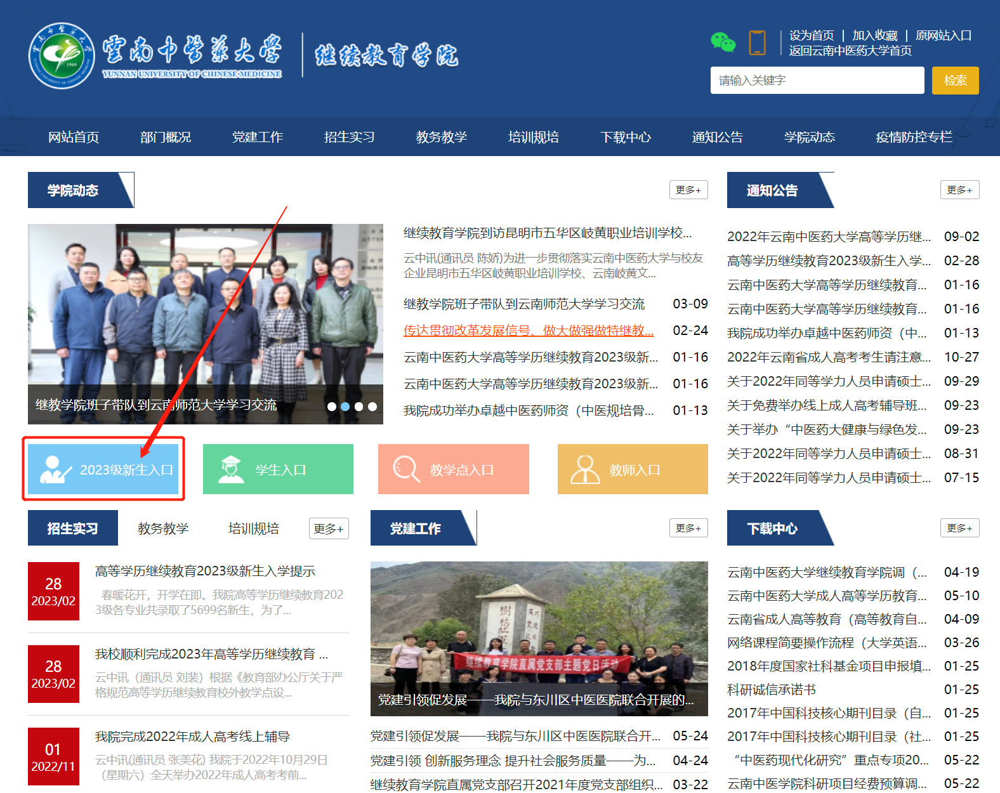 雲南中醫藥大學
YUNNAN UNIVERSITY OF CHINESE MEDICINE
继续教育学院
设为首页 | 加入收藏 | 原网站入口
返回云南中医药大学首页
请输入关键字
检索
网站首页 部门概况 党建工作 招生实习 教务教学 培训规培 下载中心 通知公告 学院动态 疫情防控专栏
学院动态
更多+
继教学院班子带队到云南师范大学学习交流
继续教育学院到访昆明市五华区岐黄职业培训学校...
云中讯(通讯员 陈娇)为进一步贯彻落实云南中医药大学与校友
企业昆明市五华区岐黄职业培训学校、云南岐黄文...
继教学院班子带队到云南师范大学学习交流 03-09
传达贯彻改革发展信号、做大做强做特继教... 02-24
云南中医药大学高等学历继续教育2023级新... 01-16
云南中医药大学高等学历继续教育2023级新... 01-16
我院成功举办卓越中医药师资（中医规培骨... 01-13
通知公告
更多+
2022年云南中医药大学高等学历继... 09-02
高等学历继续教育2023级新生入学... 02-28
云南中医药大学高等学历继续教育... 01-16
云南中医药大学高等学历继续教育... 01-16
我院成功举办卓越中医药师资（中... 01-13
2022年云南省成人高考考生请注意... 10-27
关于2022年同等学力人员申请硕士... 09-29
关于免费举办线上成人高考辅导班... 09-23
关于举办“中医药大健康与绿色发... 09-23
关于2022年同等学力人员申请硕士... 08-31
关于2022年同等学力人员申请硕士... 07-15
2023级新生入口
学生入口
教学点入口
教师入口
招生实习 教务教学 培训规培 更多+
28
2023/02
高等学历继续教育2023级新生入学提示
春暖花开，开学在即。我院高等学历继续教育202
3级各专业共录取了5699名新生，为了...
28
2023/02
我校顺利完成2023年高等学历继续教育 ...
云中讯（通讯员 刘裴）根据《教育部办公厅关于严
格规范高等学历继续教育校外教学点设...
01
2022/11
我院完成2022年成人高考线上辅导
云中讯(通讯员 张美花) 我院于2022年10月29日
（星期六）全天举办2022年成人高考考前...
党建工作
更多+
樹桔紅軍
继续教育学院直属党支部主题党日活动
党建引领促发展——我院与东川区中医医院联合开展的...
党建引领促发展——我院与东川区中医医院联合开... 05-24
党建引领 创新服务理念 提升社会服务质量——为... 04-24
继续教育学院直属党支部召开2021年度党支部组织... 03-22
下载中心
更多+
云南中医药大学继续教育学院调（... 04-19
云南中医药大学成人高等学历教育... 05-10
云南省成人高等教育（高等教育自... 04-09
网络课程简要操作流程（大学英语... 03-26
2018年度国家社科基金项目申报填... 01-25
科研诚信承诺书 01-25
2017年中国科技核心期刊目录（自... 01-25
2017年中国科技核心期刊目录（社... 01-25
“中医药现代化研究”重点专项20... 05-22
云南中医学院科研项目经费预算调... 05-22